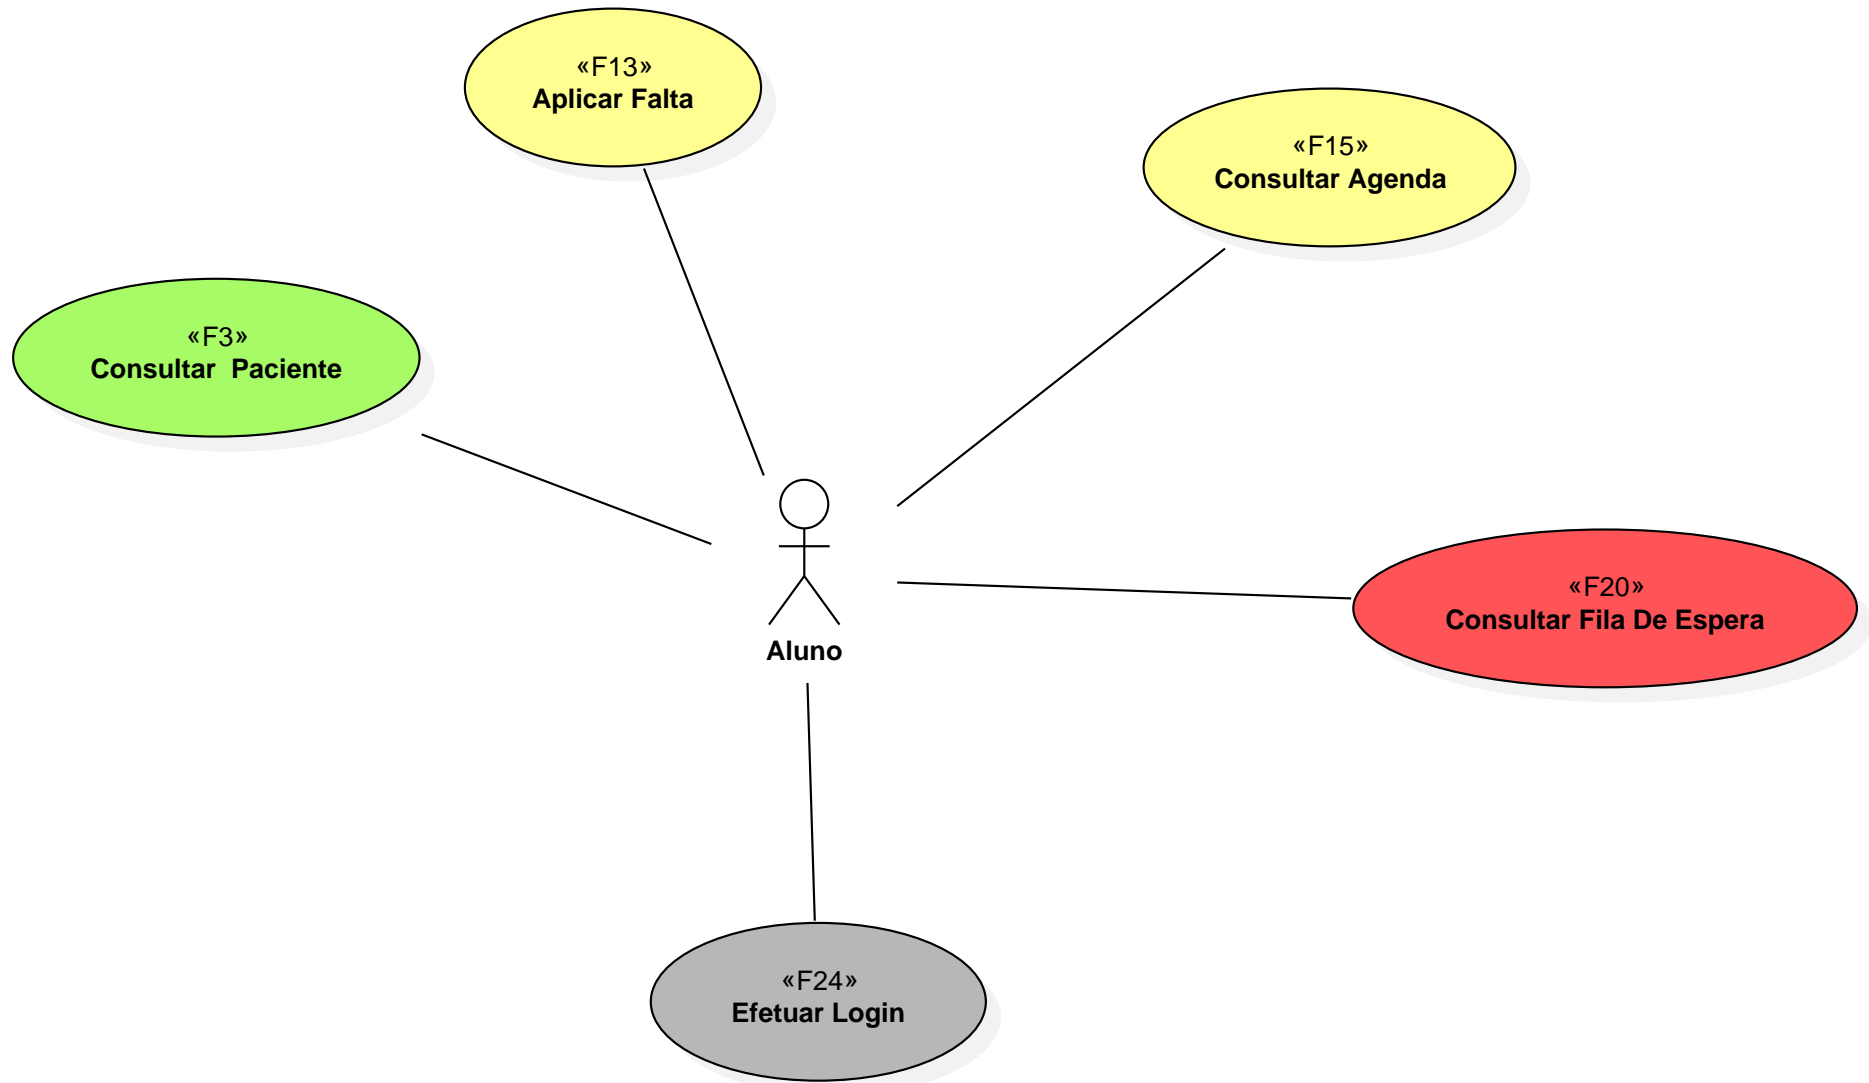 «F13»
Aplicar Falta
«F15»
Consultar Agenda
«F3»
Consultar  Paciente
«F20»
Consultar Fila De Espera
Aluno
«F24»
Efetuar Login